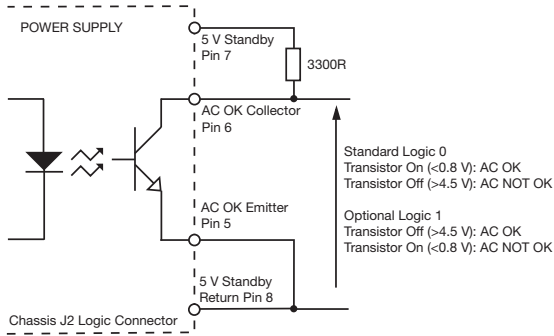 POWER SUPPLY
5 V Standby
Pin 7
3300R
AC OK Collector
Pin 6
Standard Logic 0
Transistor On (<0.8 V): AC OK
Transistor Off (>4.5 V): AC NOT OK
Optional Logic 1
Transistor Off (>4.5 V): AC OK
Transistor On (<0.8 V): AC NOT OK
AC OK Emitter
Pin 5
5 V Standby
Return Pin 8
Chassis J2 Logic Connector